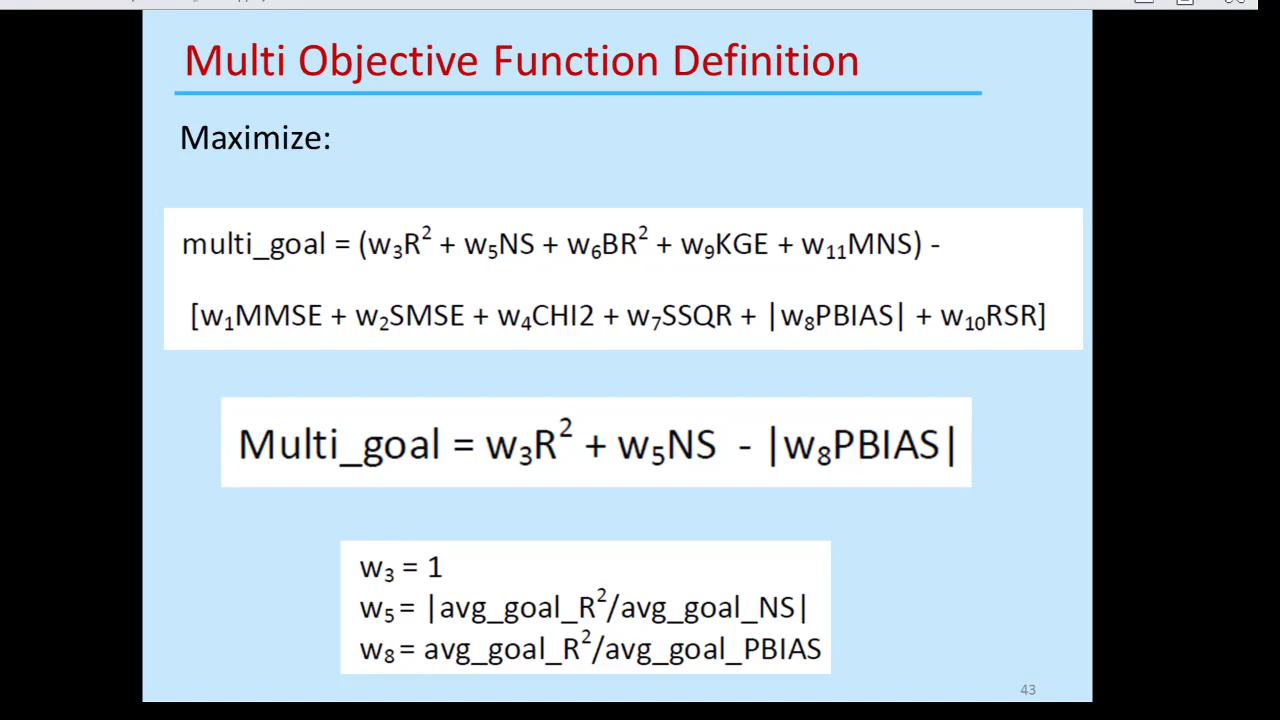 Multi Objective Function Definition
Maximize:
multi_goal = (w₃R² + w₅NS + w₆BR² + w₉KGE + w₁₁MNS) -
[w₁MMSE + w₂SMSE + w₄CHI2 + w₇SSQR + |w₈PBIAS| + w₁₀RSR]
Multi_goal = w₃R² + w₅NS - |w₈PBIAS|
w₃ = 1
w₅ = |avg_goal_R²/avg_goal_NS|
w₈ = avg_goal_R²/avg_goal_PBIAS
43